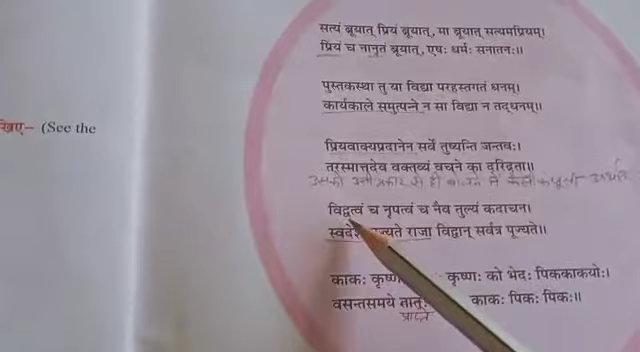 सत्यं ब्रूयात् प्रियं ब्रूयात्, मा ब्रूयात् सत्यमप्रियम्।
प्रियं च नानृतं ब्रूयात्, एषः धर्मः सनातनः॥
पुस्तकस्था तु या विद्या परहस्तगतं धनम्।
खिए– (See the
कार्यकाले समुत्पन्ने न सा विद्या न तद्धनम्॥
प्रियवाक्यप्रदानेन सर्वे तुष्यन्ति जन्तवः।
तस्मात्तदेव वक्तव्यं वचने का दरिद्रता॥
उसको
विद्वत्वं च नृपत्वं च नैव तुल्यं कदाचन।
राजा विद्वान् सर्वत्र पूज्यते॥
काकः कृष्णः को भेदः पिककाकयोः।
वसन्तसमये काकः पिकः पिकः॥
प्राप्ते